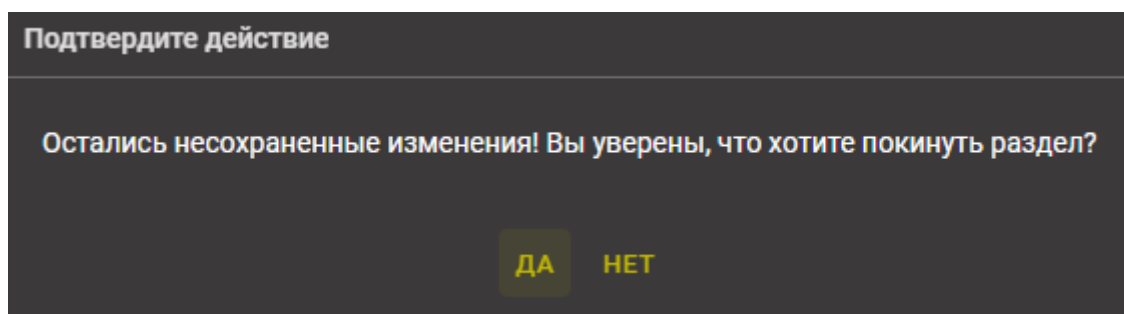 Подтвердите действие
Остались несохраненные изменения! Вы уверены, что хотите покинуть раздел?
ДА НЕТ